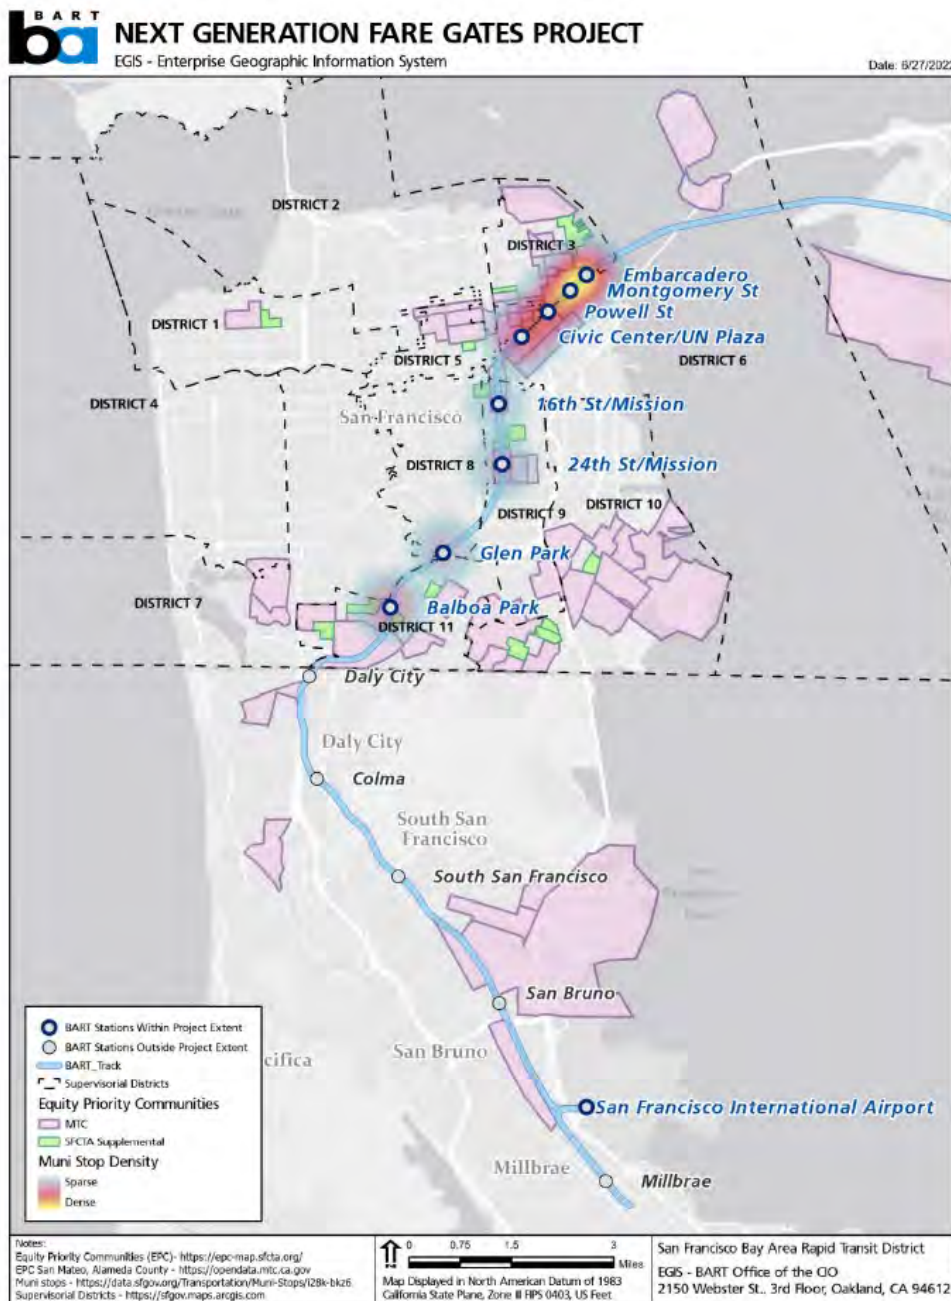 BART
ba
NEXT GENERATION FARE GATES PROJECT
EGIS - Enterprise Geographic Information System
Date: 6/27/2022
DISTRICT 2
DISTRICT 3
Embarcadero
Montgomery St
Powell St
DISTRICT 1
Civic Center/UN Plaza
DISTRICT 5
DISTRICT 6
DISTRICT 4
16th St/Mission
San Francisco
DISTRICT 8
24th St/Mission
DISTRICT 10
DISTRICT 9
Glen Park
DISTRICT 7
Balboa Park
DISTRICT 11
Daly City
Daly City
Colma
South San
Francisco
South San Francisco
San Bruno
San Bruno
cifica
San Francisco International Airport
Millbrae
Millbrae
BART Stations Within Project Extent
BART Stations Outside Project Extent
BART_Track
Supervisorial Districts
Equity Priority Communities
MTC
SFCTA Supplemental
Muni Stop Density
Sparse
Dense
Notes:
Equity Priority Communities (EPC)- https://epc-map.sfcta.org/
EPC San Mateo, Alameda County - https://opendata.mtc.ca.gov
Muni stops - https://data.sfgov.org/Transportation/Muni-Stops/i28k-bkz6
Supervisorial Districts - https://sfgov.maps.arcgis.com
0 0.75 1.5 3
Miles
Map Displayed in North American Datum of 1983
California State Plane, Zone III FIPS 0403, US Feet
San Francisco Bay Area Rapid Transit District
EGIS - BART Office of the CIO
2150 Webster St., 3rd Floor, Oakland, CA 94612